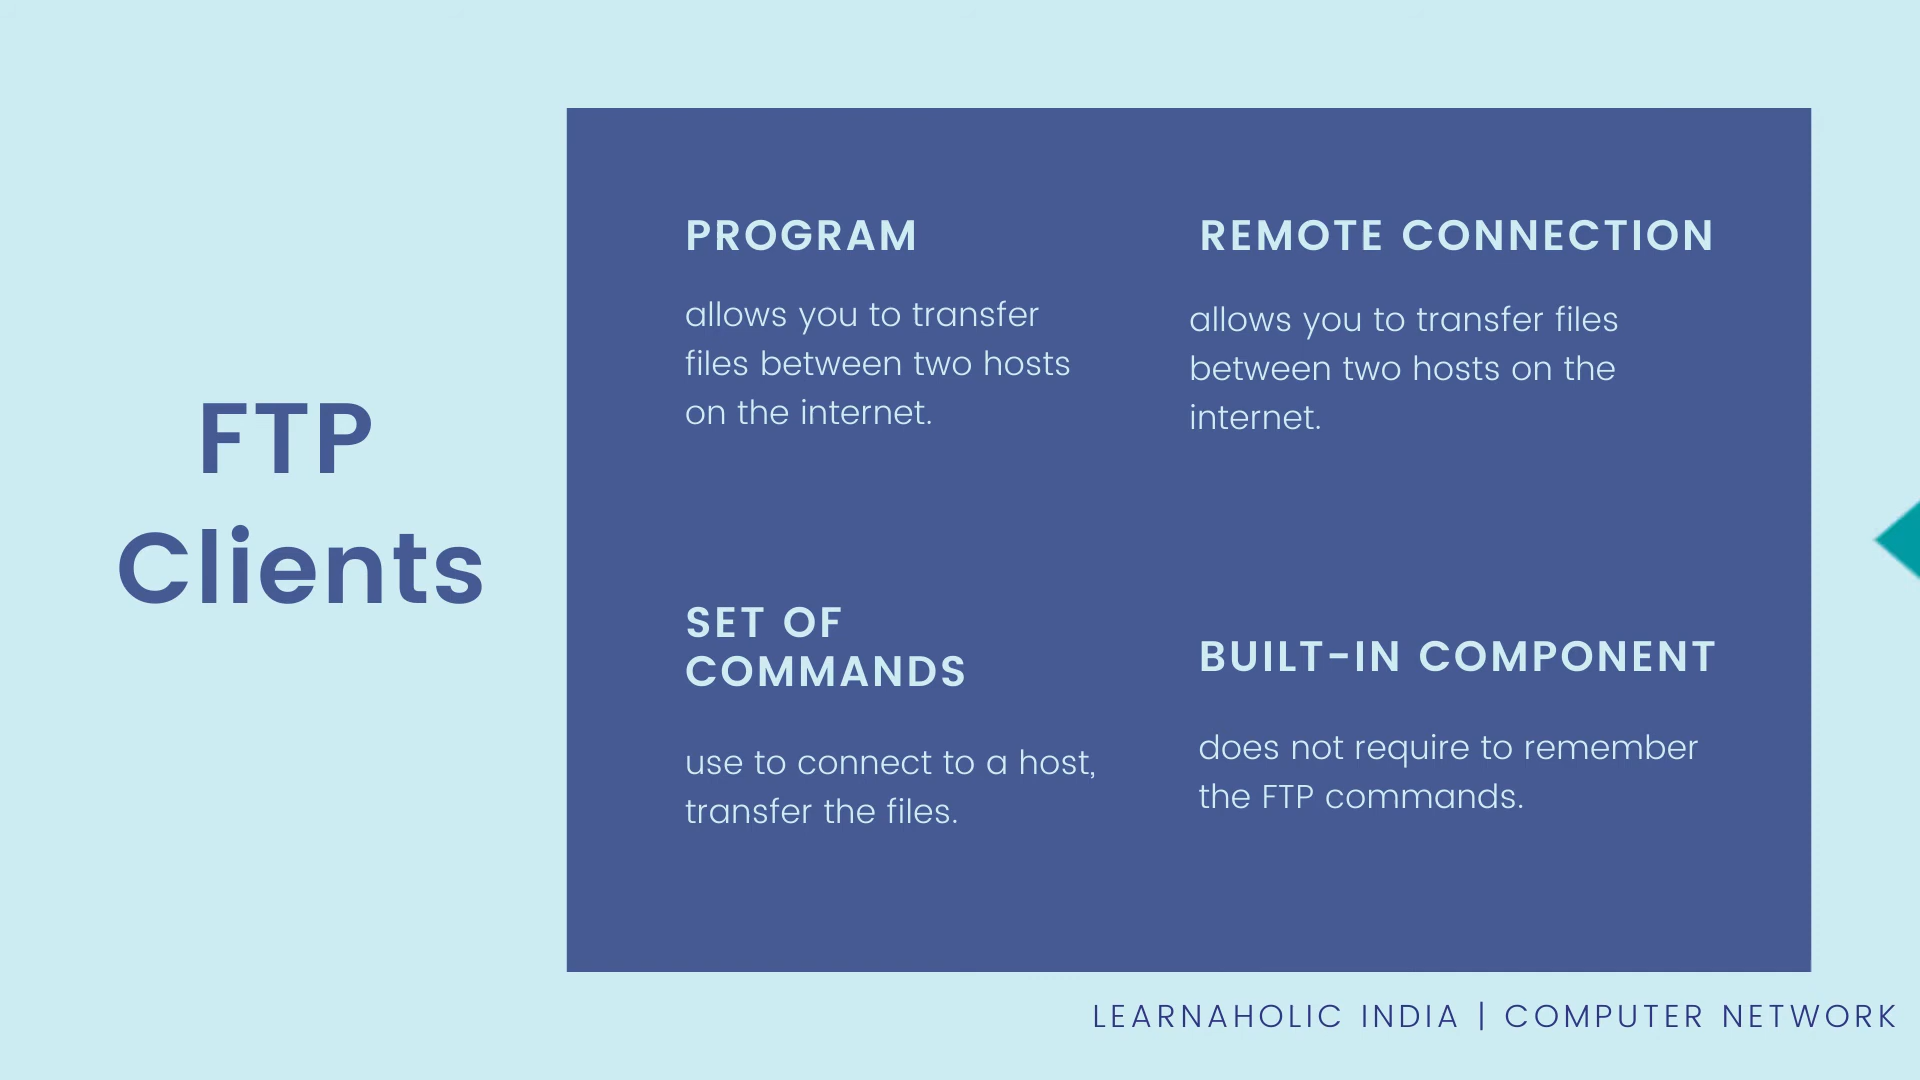 FTP
Clients
PROGRAM
allows you to transfer
files between two hosts
on the internet.
REMOTE CONNECTION
allows you to transfer files
between two hosts on the
internet.
SET OF
COMMANDS
use to connect to a host,
transfer the files.
BUILT-IN COMPONENT
does not require to remember
the FTP commands.
LEARNAHOLIC INDIA | COMPUTER NETWORK